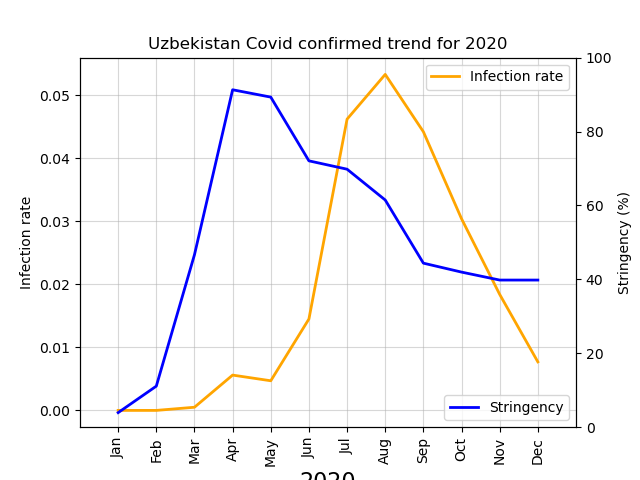 Uzbekistan Covid confirmed trend for 2020
Infection rate
Stringency
Infection rate
0.05
0.04
0.03
0.02
0.01
0.00
Stringency (%)
100
80
60
40
20
0
Jan
Feb
Mar
Apr
May
Jun
Jul
Aug
Sep
Oct
Nov
Dec
2020